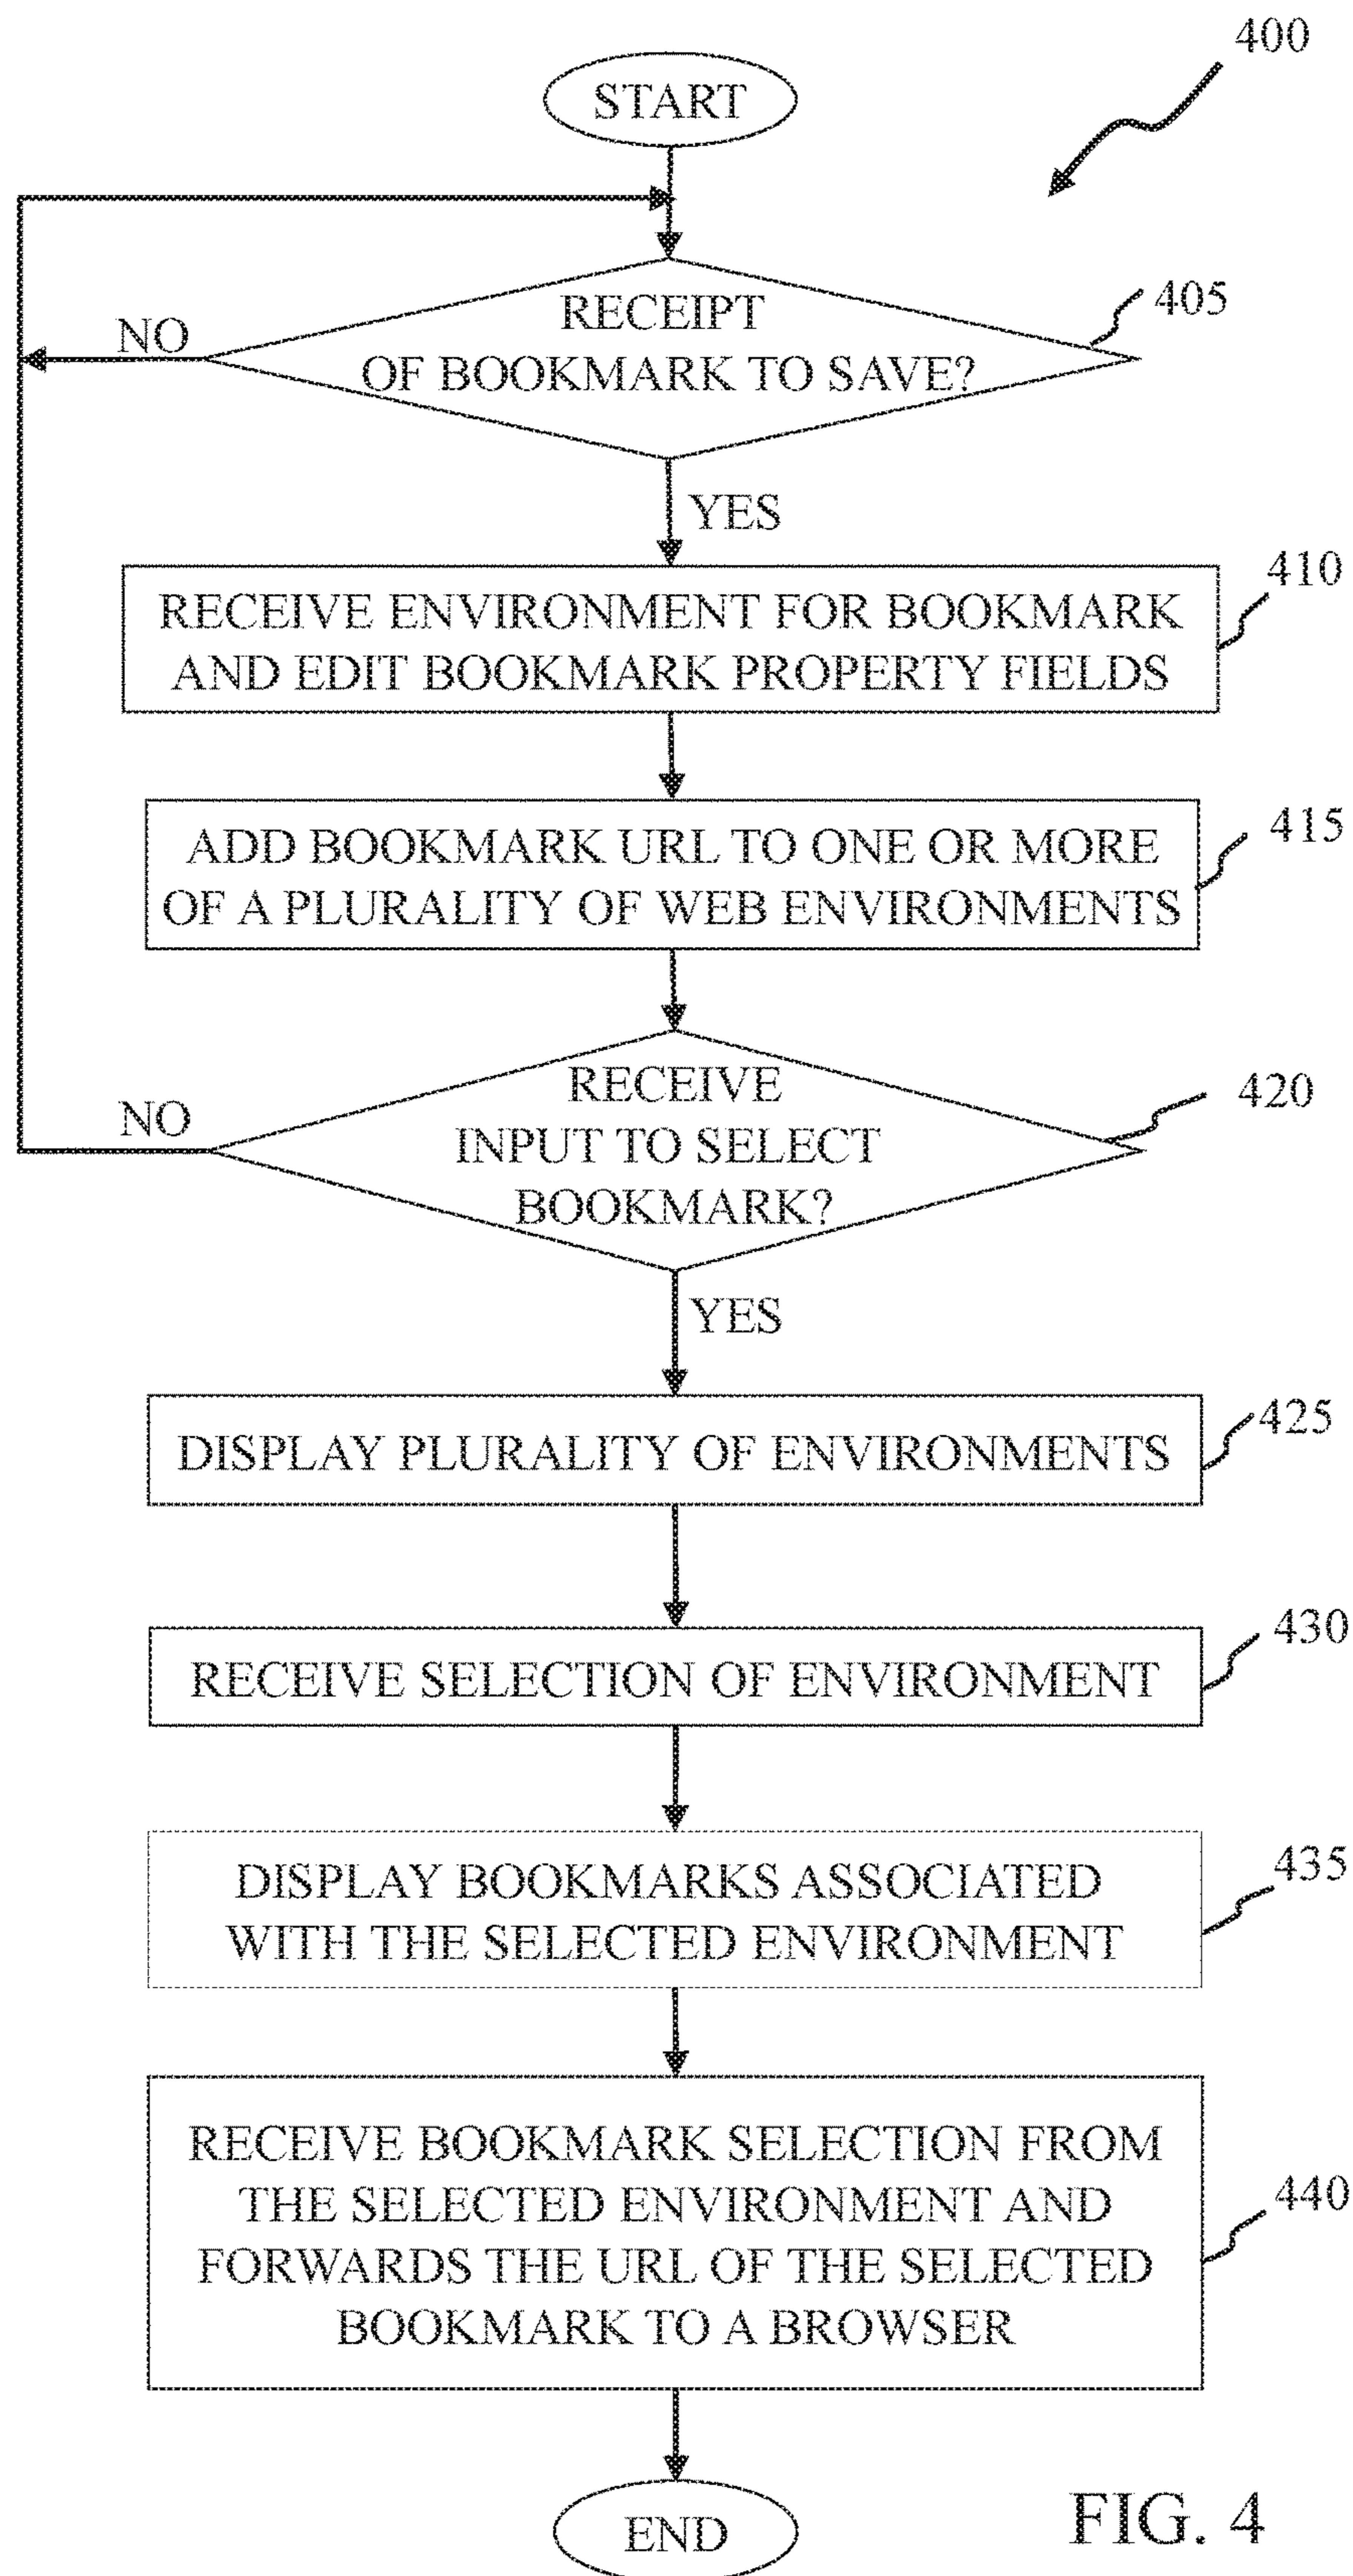 400
START
RECEIPT
OF BOOKMARK TO SAVE?
405
NO
YES
RECEIVE ENVIRONMENT FOR BOOKMARK
AND EDIT BOOKMARK PROPERTY FIELDS
410
ADD BOOKMARK URL TO ONE OR MORE
OF A PLURALITY OF WEB ENVIRONMENTS
415
RECEIVE
INPUT TO SELECT
BOOKMARK?
420
NO
YES
DISPLAY PLURALITY OF ENVIRONMENTS
425
RECEIVE SELECTION OF ENVIRONMENT
430
DISPLAY BOOKMARKS ASSOCIATED
WITH THE SELECTED ENVIRONMENT
435
RECEIVE BOOKMARK SELECTION FROM
THE SELECTED ENVIRONMENT AND
FORWARDS THE URL OF THE SELECTED
BOOKMARK TO A BROWSER
440
END
FIG. 4